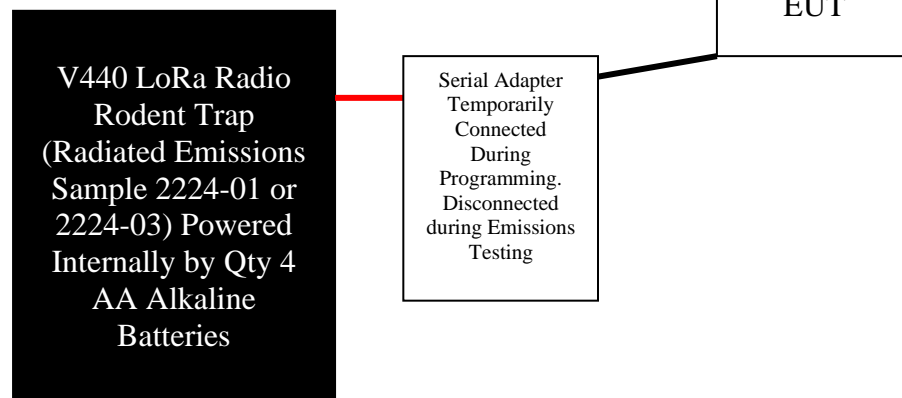 EUT
V440 LoRa Radio
Rodent Trap
(Radiated Emissions
Sample 2224-01 or
2224-03) Powered
Internally by Qty 4
AA Alkaline
Batteries
Serial Adapter
Temporarily
Connected
During
Programming.
Disconnected
during Emissions
Testing